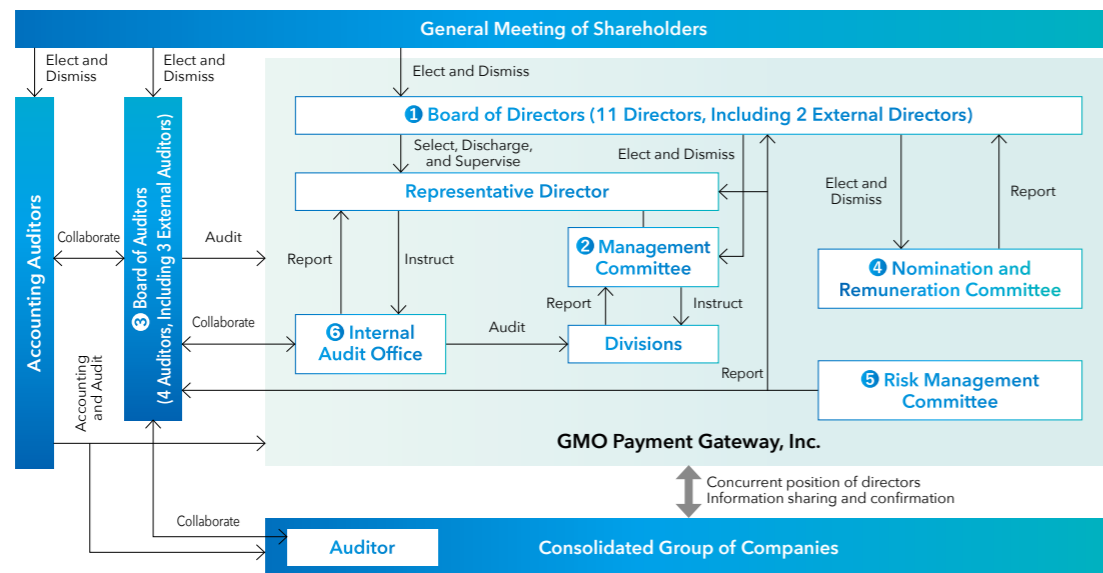 General Meeting of Shareholders
Elect and
Dismiss
Elect and
Dismiss
Elect and Dismiss
❶ Board of Directors (11 Directors, Including 2 External Directors)
Select, Discharge,
and Supervise
Elect and Dismiss
Elect and
Dismiss
Report
Representative Director
Accounting Auditors
Collaborate
❸ Board of Auditors
(4 Auditors, Including 3 External Auditors)
Audit
Report
Instruct
❷ Management
Committee
❹ Nomination and
Remuneration Committee
Report
Instruct
Collaborate
❻ Internal
Audit Office
Audit
Divisions
Report
❺ Risk Management
Committee
Accounting
and Audit
GMO Payment Gateway, Inc.
Concurrent position of directors
Information sharing and confirmation
Collaborate
Auditor
Consolidated Group of Companies